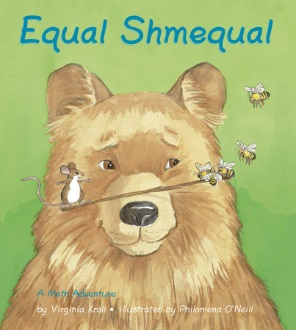 Equal Shmequal
A Math Adventure
by Virginia Kroll • illustrated by Philomena O'Neill